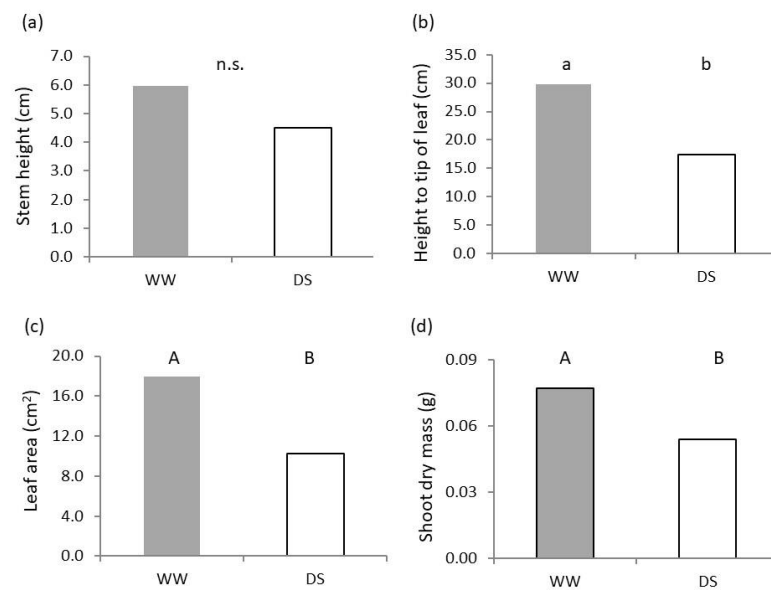 (a)
Stem height (cm)
7.0
6.0
5.0
4.0
3.0
2.0
1.0
0.0
n.s.
WW DS
(b)
Height to tip of leaf (cm)
35.0
30.0
25.0
20.0
15.0
10.0
5.0
0.0
a b
WW DS
(c)
Leaf area (cm²)
20.0
16.0
12.0
8.0
4.0
0.0
A B
WW DS
(d)
Shoot dry mass (g)
0.09
0.06
0.03
0.00
A B
WW DS